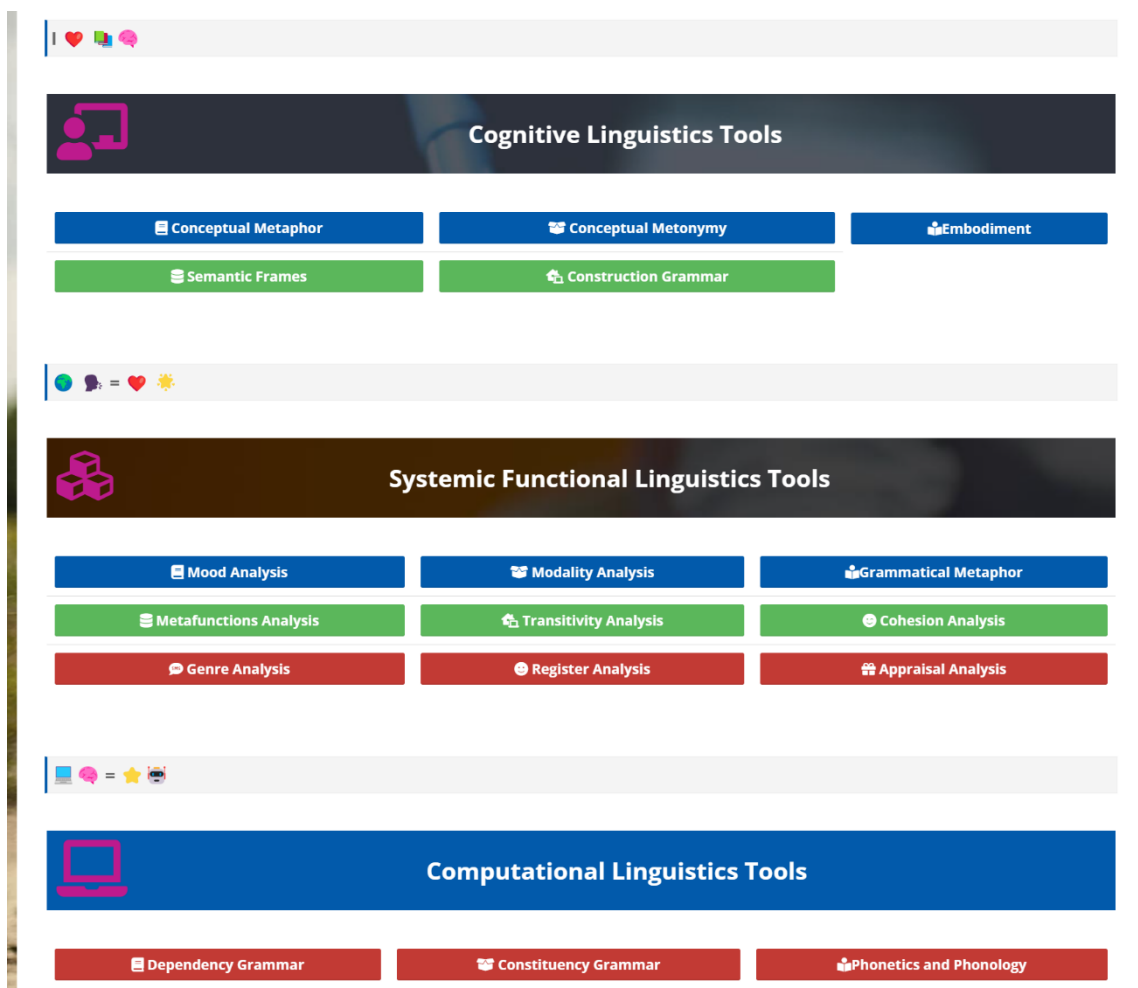 I ❤️ 📚 🧠
Cognitive Linguistics Tools
Conceptual Metaphor Conceptual Metonymy Embodiment
Semantic Frames Construction Grammar
🌍 🗣️ = ❤️ 🌟
Systemic Functional Linguistics Tools
Mood Analysis Modality Analysis Grammatical Metaphor
Metafunctions Analysis Transitivity Analysis Cohesion Analysis
Genre Analysis Register Analysis Appraisal Analysis
💻 🧠 = ⭐ 🤖
Computational Linguistics Tools
Dependency Grammar Constituency Grammar Phonetics and Phonology